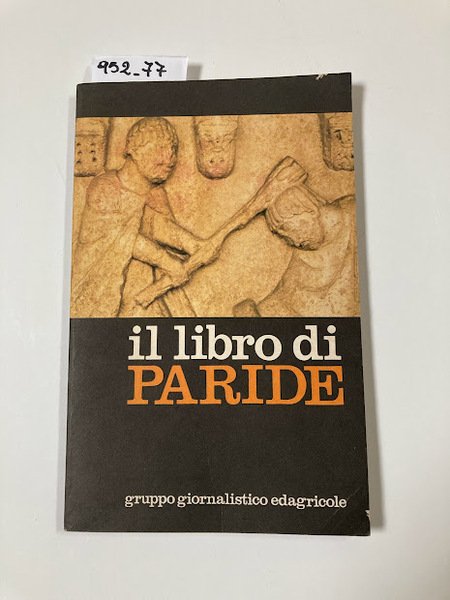 952_77
il libro di
PARIDE
gruppo giornalistico edagricole